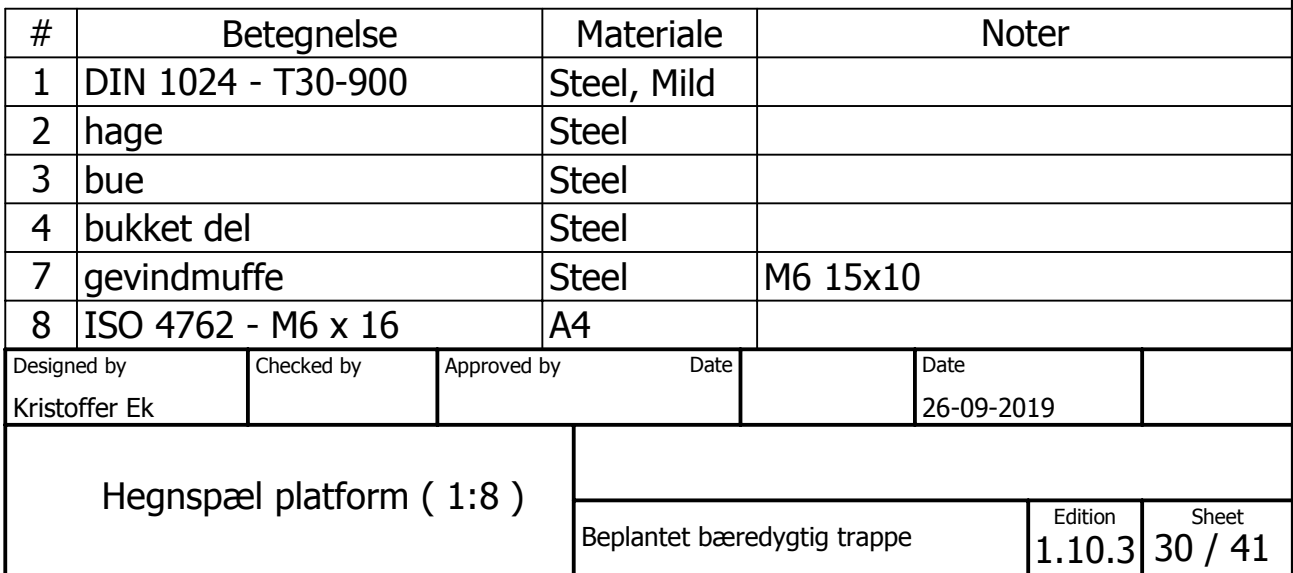 # Betegnelse Materiale Noter
1 DIN 1024 - T30-900 Steel, Mild
2 hage Steel
3 bue Steel
4 bukket del Steel
7 gevindmuffe Steel M6 15x10
8 ISO 4762 - M6 x 16 A4
Designed by Checked by Approved by Date Date
Kristoffer Ek 26-09-2019
Hegnspæl platform ( 1:8 )
Beplantet bæredygtig trappe
Edition Sheet
1.10.3 30 / 41